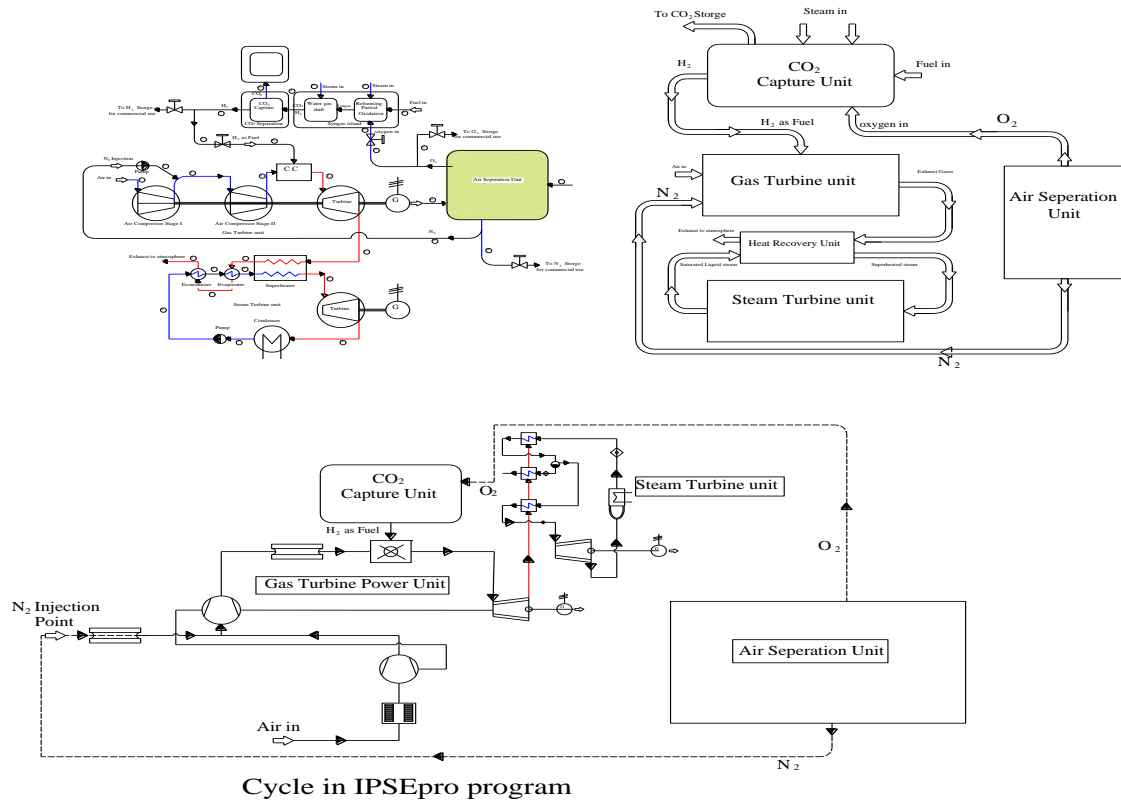 Steam in
Steam in
CO2
To H2 Storge
for commercial use
H2
CO2
Capture
CO2
H2
Water gas
shift
Reforming
Partial
Oxidation
Fuel in
CO2 Separation
Syngas island
To O2 Storge
for commercial use
H2 as Fuel
oxygen in
O2
N2 Injection
Pump
Air in
C C
Air Seperation Unit
Turbine
G
Air Compressor Stage I
Air Compressor Stage II
Gas Turbine unit
N2
Exhaust to atmosphere
To N2 Storge
for commercial use
Economizer
Evaporater
Superheater
Steam Turbine unit
Turbine
G
Pump
Condenser
To CO2 Storge
Steam in
CO2
Capture Unit
Fuel in
H2
H2 as Fuel
oxygen in
O2
Air in
Gas Turbine unit
Exhaust Gases
N2
Air Seperation
Unit
Exhaust to atmosphere
Heat Recovery Unit
Saturated Liquid steam
Superheated steam
Steam Turbine unit
N2
CO2
Capture Unit
O2
Steam Turbine unit
H2 as Fuel
O2
Gas Turbine Power Unit
N2 Injection
Point
Air Seperation Unit
Air in
N2
Cycle in IPSEpro program